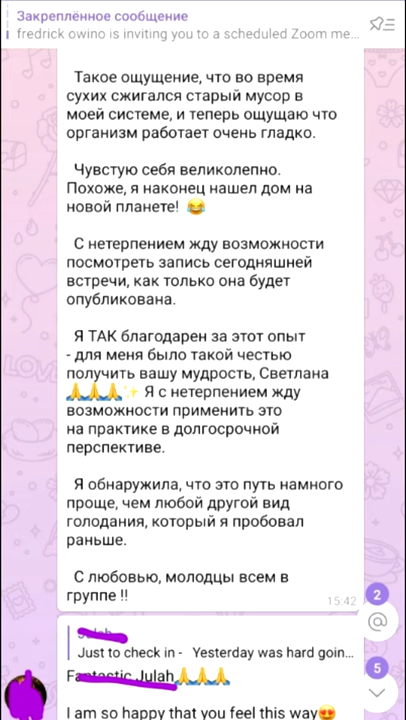 Закреплённое сообщение
fredrick owino is inviting you to a scheduled Zoom me...
Такое ощущение, что во время
сухих сжигался старый мусор в
моей системе, и теперь ощущаю что
организм работает очень гладко.
Чувстую себя великолепно.
Похоже, я наконец нашел дом на
новой планете! 😂
С нетерпением жду возможности
посмотреть запись сегодняшней
встречи, как только она будет
опубликована.
Я ТАК благодарен за этот опыт
- для меня было такой честью
получить вашу мудрость, Светлана
🙏🙏🙏✨ Я с нетерпением жду
возможности применить это
на практике в долгосрочной
перспективе.
Я обнаружила, что это путь намного
проще, чем любой другой вид
голодания, который я пробовал
раньше.
С любовью, молодцы всем в
группе !!
15:42
2
@
Just to check in - Yesterday was hard goin...
Fantastic Julah🙏🙏🙏
5
I am so happy that you feel this way😍